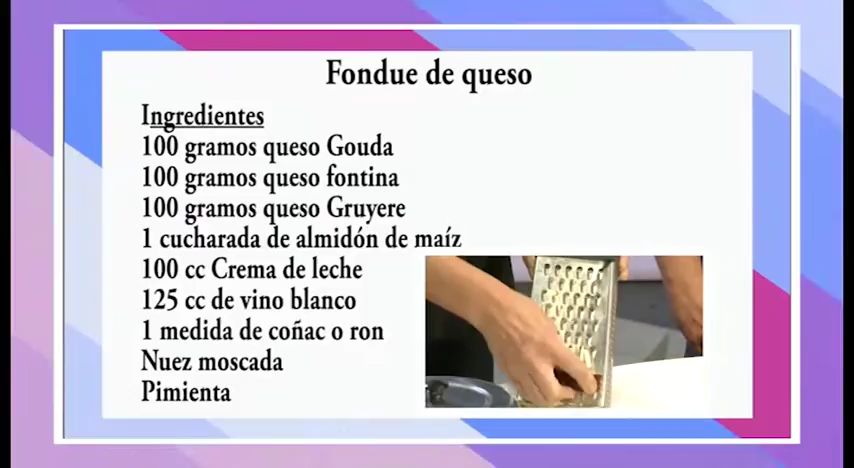 Fondue de queso
Ingredientes
100 gramos queso Gouda
100 gramos queso fontina
100 gramos queso Gruyere
1 cucharada de almidón de maíz
100 cc Crema de leche
125 cc de vino blanco
1 medida de coñac o ron
Nuez moscada
Pimienta